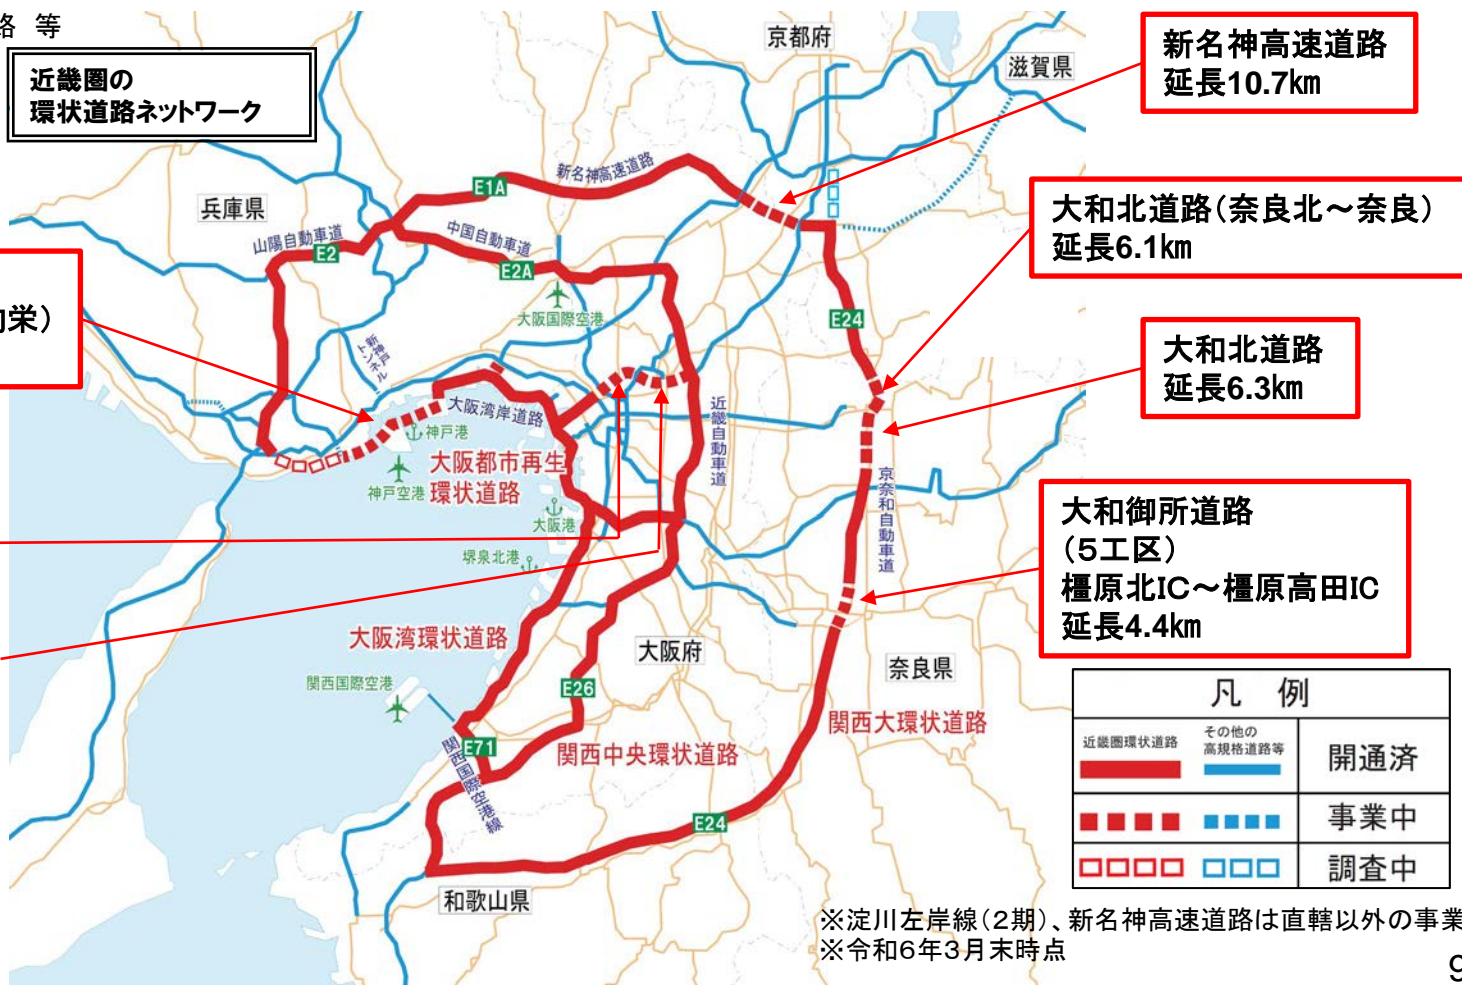 路 等
近畿圏の
環状道路ネットワーク
京都府
滋賀県
新名神高速道路
延長10.7km
兵庫県
山陽自動車道
E2
E1A
新名神高速道路
中国自動車道
E2A
大阪国際空港
大和北道路(奈良北～奈良)
延長6.1km
E24
栄)
新神戸
トンネル
大和北道路
延長6.3km
大阪湾岸道路
神戸港
神戸空港
大阪都市再生
環状道路
近畿自動車道
大阪港
堺泉北港
京奈和自動車道
大和御所道路
(5工区)
橿原北IC～橿原高田IC
延長4.4km
大阪湾環状道路
大阪府
奈良県
関西国際空港
E26
E71
関西国際空港線
関西中央環状道路
関西大環状道路
E24
和歌山県
凡 例
近畿圏環状道路
その他の
高規格道路等
開通済
事業中
調査中
※淀川左岸線(2期)、新名神高速道路は直轄以外の事業
※令和6年3月末時点
9